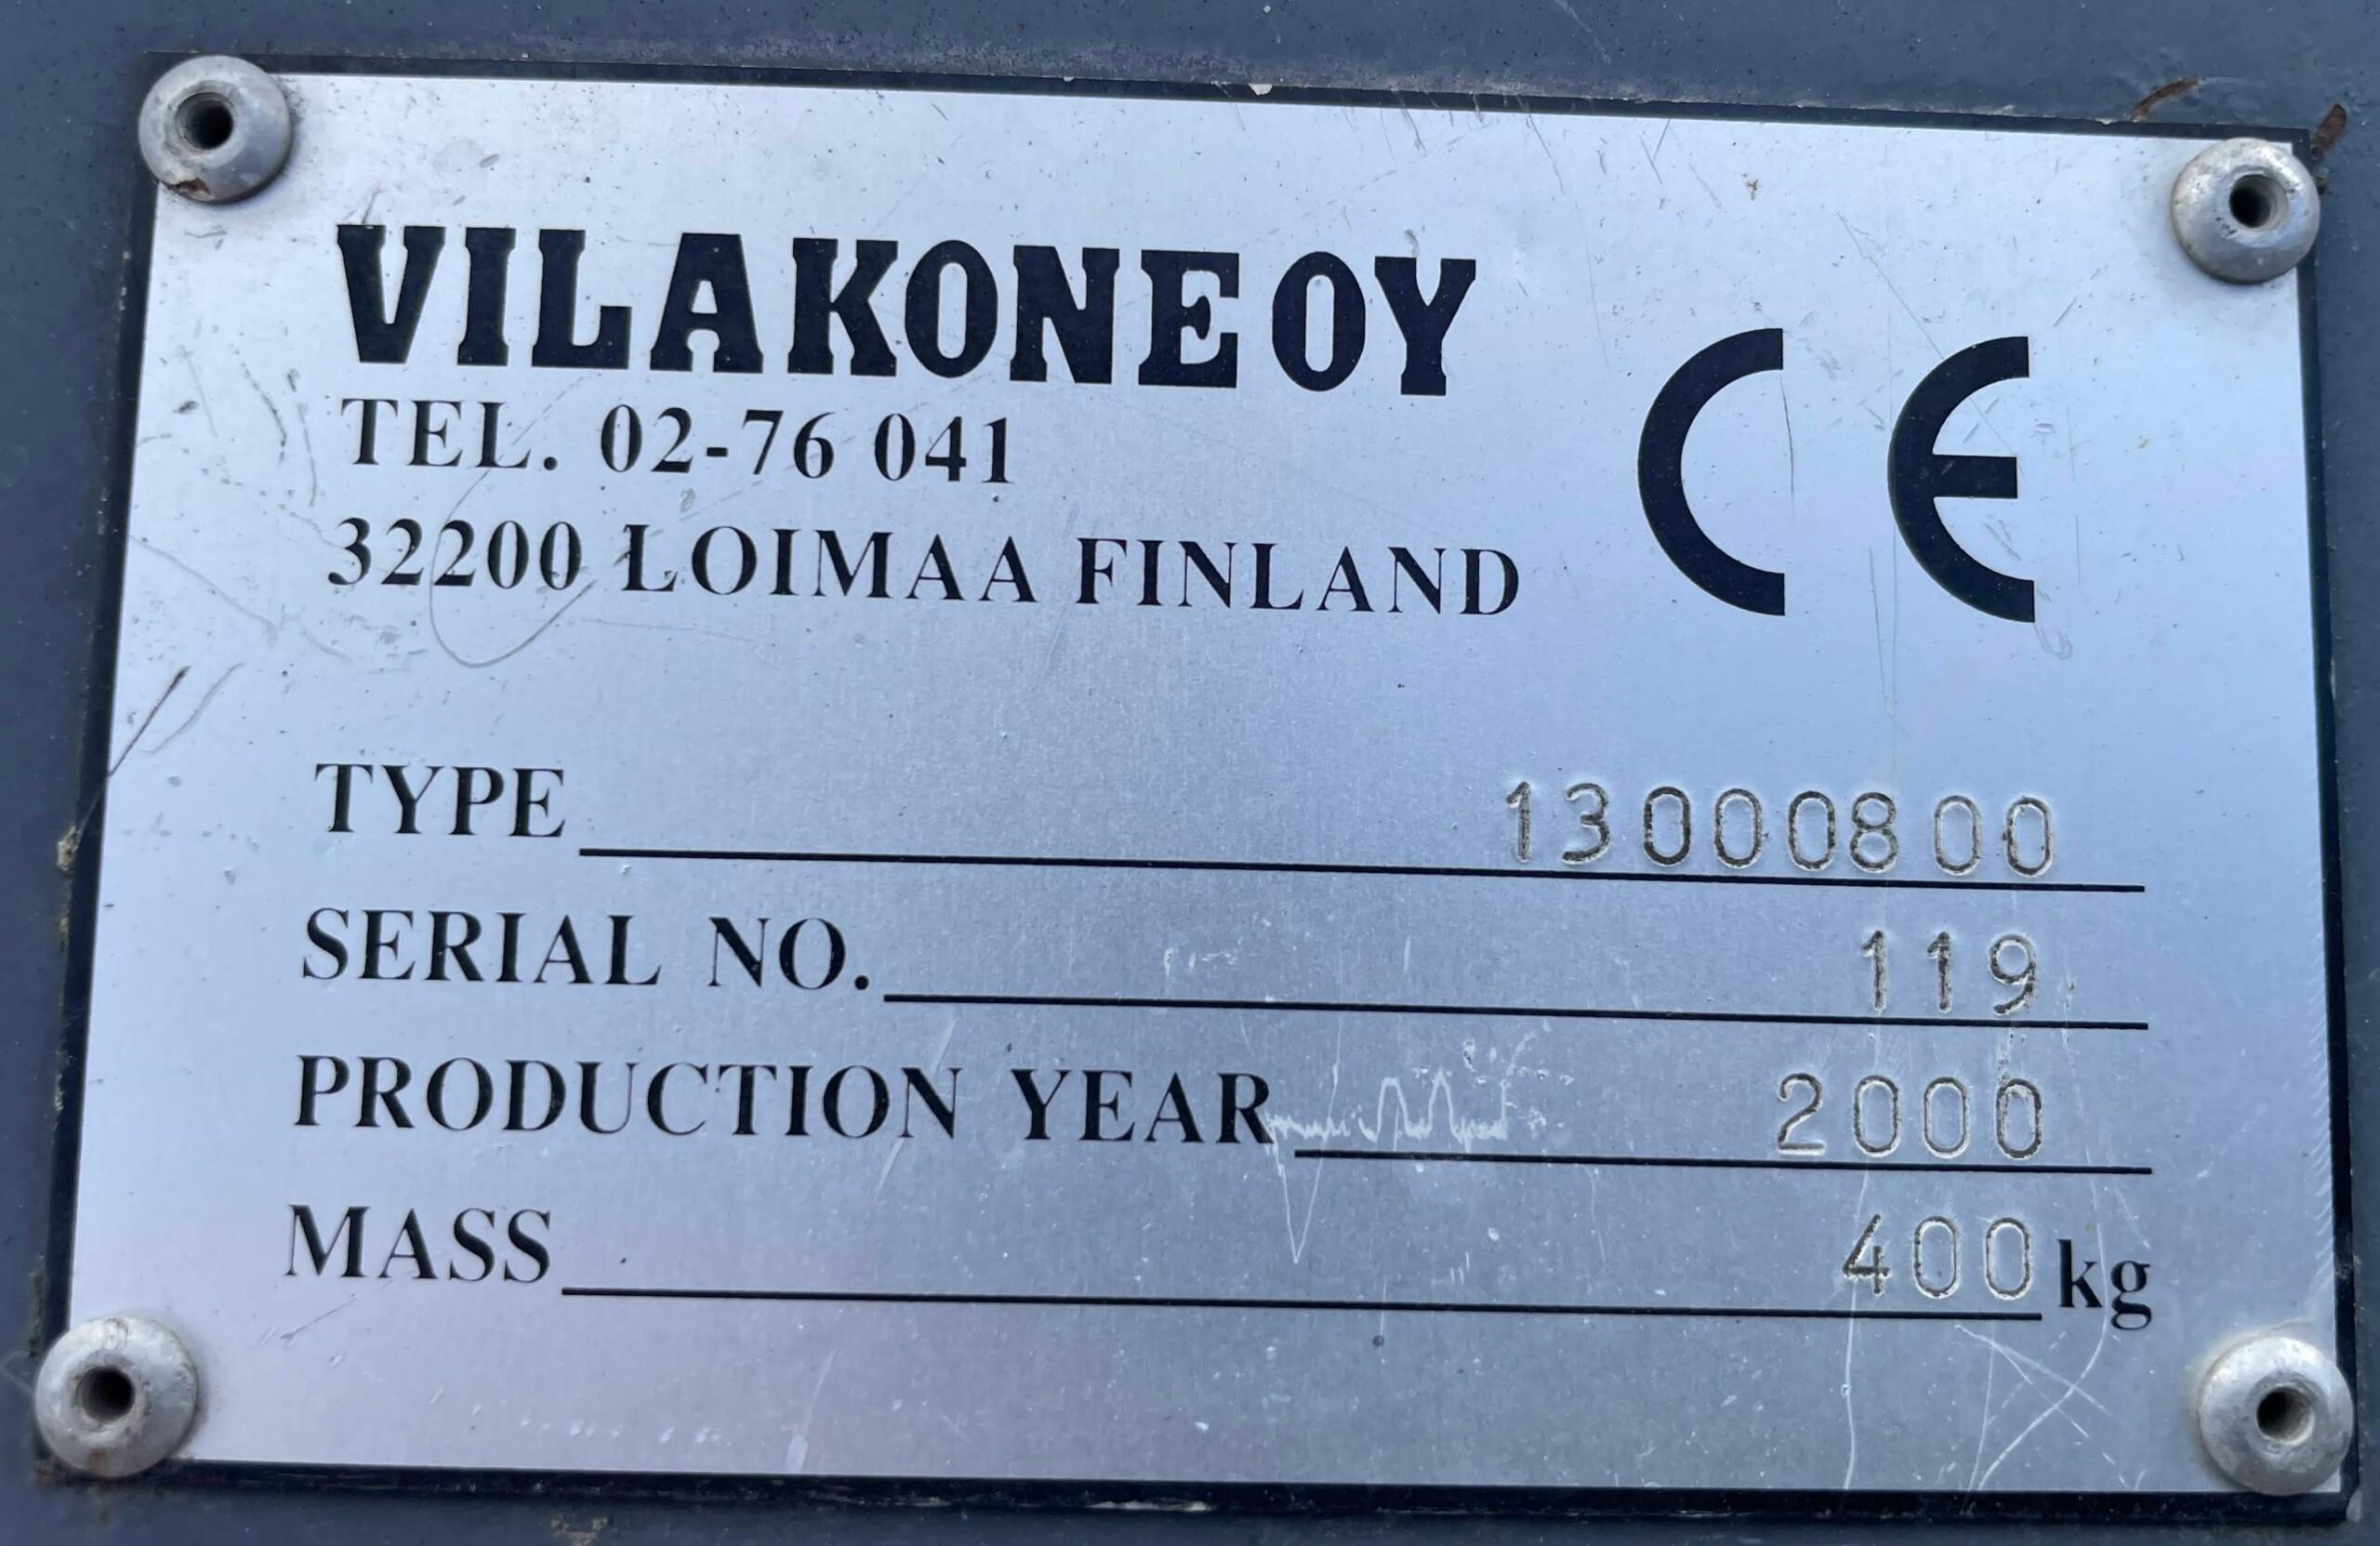 VILAKONE OY
TEL. 02-76 041
32200 LOIMAA FINLAND
CE
TYPE 13000800
SERIAL NO. 119
PRODUCTION YEAR 2000
MASS 400 kg